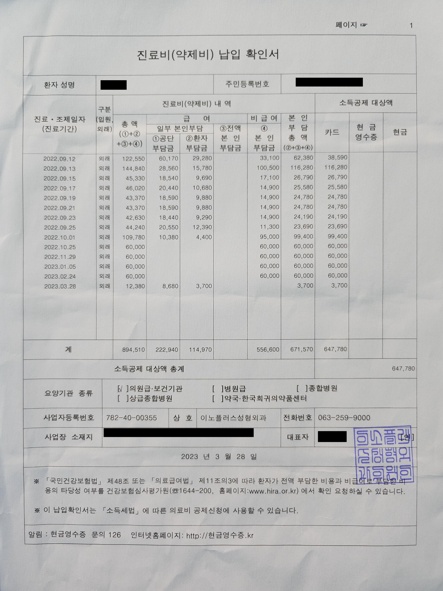 페이지 ☞ 1
진료비(약제비) 납입 확인서
환자 성명 주민등록번호
진료·조제일자 (진료기간) 구분 (입원, 외래) 진료비(약제비) 내 역 소득공제 대상액
총 액 (①+② +③+④) 급 여 비 급 여 ④ 본 인 부 담 총 액 (②+③+④) 카드 현 금 영수증 현금
일부 본인부담 ③전액 본 인 부담금
①공단 부담금 ②환자 부담금
2022.09.12 외래 122,550 60,170 29,280 33,100 62,380 38,590
2022.09.13 외래 144,840 28,560 15,780 100,500 116,280 116,280
2022.09.15 외래 45,330 18,540 9,690 17,100 26,790 26,790
2022.09.17 외래 46,020 20,440 10,680 14,900 25,580 25,580
2022.09.19 외래 43,370 18,590 9,880 14,900 24,780 24,780
2022.09.21 외래 43,370 18,590 9,880 14,900 24,780 24,780
2022.09.23 외래 42,630 18,440 9,290 14,900 24,190 24,190
2022.09.25 외래 44,240 20,550 12,390 11,300 23,690 23,690
2022.10.01 외래 109,780 10,380 4,400 95,000 99,400 99,400
2022.10.25 외래 60,000 60,000 60,000 60,000
2022.11.29 외래 60,000 60,000 60,000 60,000
2023.01.05 외래 60,000 60,000 60,000 60,000
2023.02.24 외래 60,000 60,000 60,000 60,000
2023.03.28 외래 12,380 8,680 3,700 3,700 3,700
계 894,510 222,940 114,970 556,600 671,570 647,780
소득공제 대상액 총계 647,780
요양기관 종류 [√]의원급·보건기관 [ ]병원급 [ ]종합병원
[ ]상급종합병원 [ ]약국·한국희귀의약품센터
사업자등록번호 782-40-00355 상 호 이노플러스성형외과 전화번호 063-259-9000
사업장 소재지 대표자 [인]
2023 년 3 월 28 일
※ 「국민건강보험법」 제48조 또는 「의료급여법」 제11조의3에 따라 환자가 전액 부담한 비용과 비급여로 부담한 비
용의 타당성 여부를 건강보험심사평가원(☎1644-200, 홈페이지:www.hira.or.kr) 에서 확인 요청하실 수 있습니다.
※ 이 납입확인서는 「소득세법」에 따른 의료비 공제신청에 사용할 수 있습니다.
알림 : 현금영수증 문의 126 인터넷홈페이지: http://현금영수증.kr